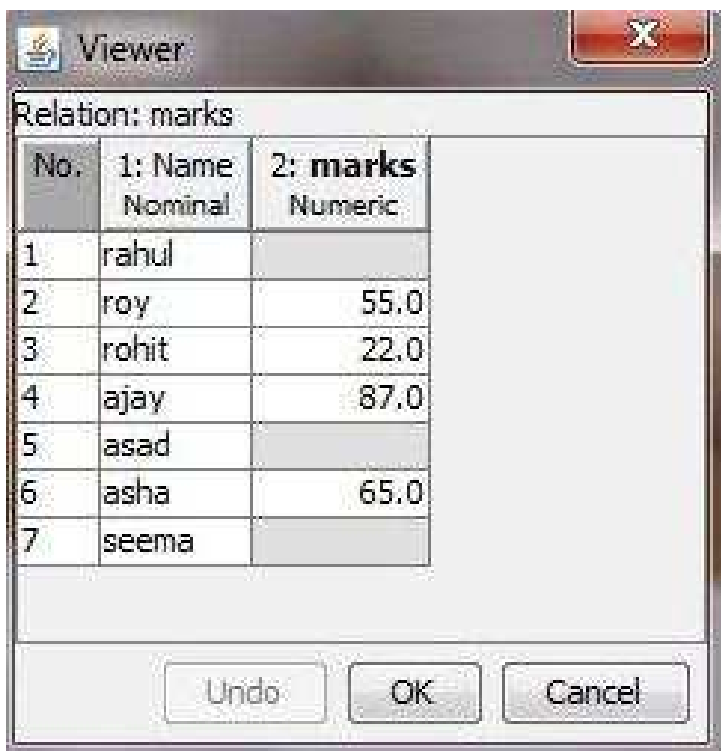 Viewer
X
Relation: marks
No. 1: Name 2: marks
Nominal Numeric
1 rahul
2 roy 55.0
3 rohit 22.0
4 ajay 87.0
5 asad
6 asha 65.0
7 seema
Undo OK Cancel